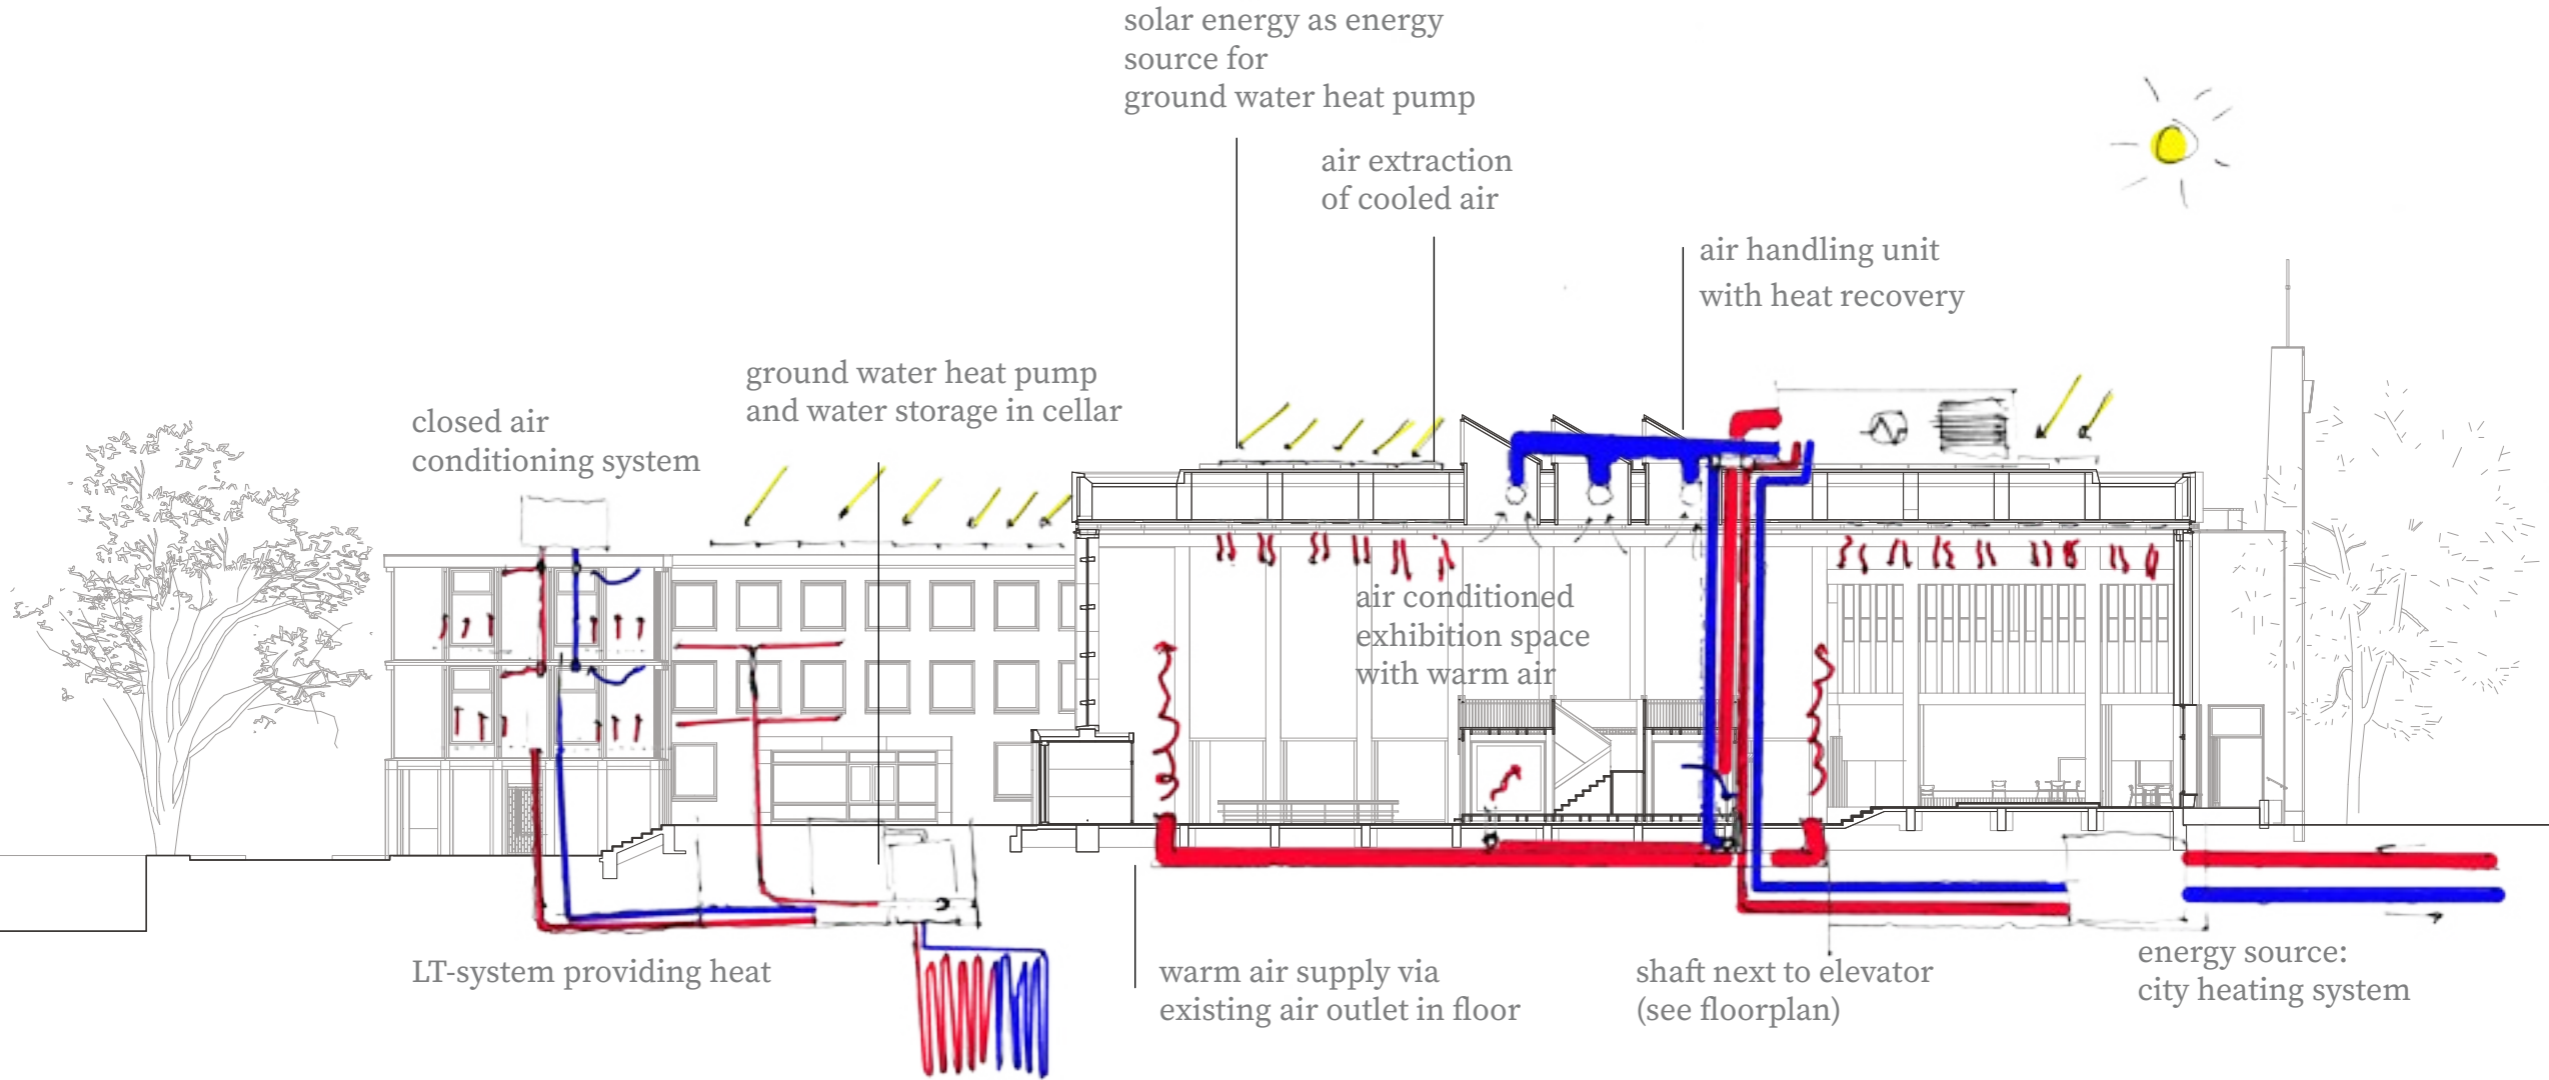 solar energy as energy
source for
ground water heat pump
air extraction
of cooled air
air handling unit
with heat recovery
ground water heat pump
and water storage in cellar
closed air
conditioning system
air conditioned
exhibition space
with warm air
LT-system providing heat
warm air supply via
existing air outlet in floor
shaft next to elevator
(see floorplan)
energy source:
city heating system